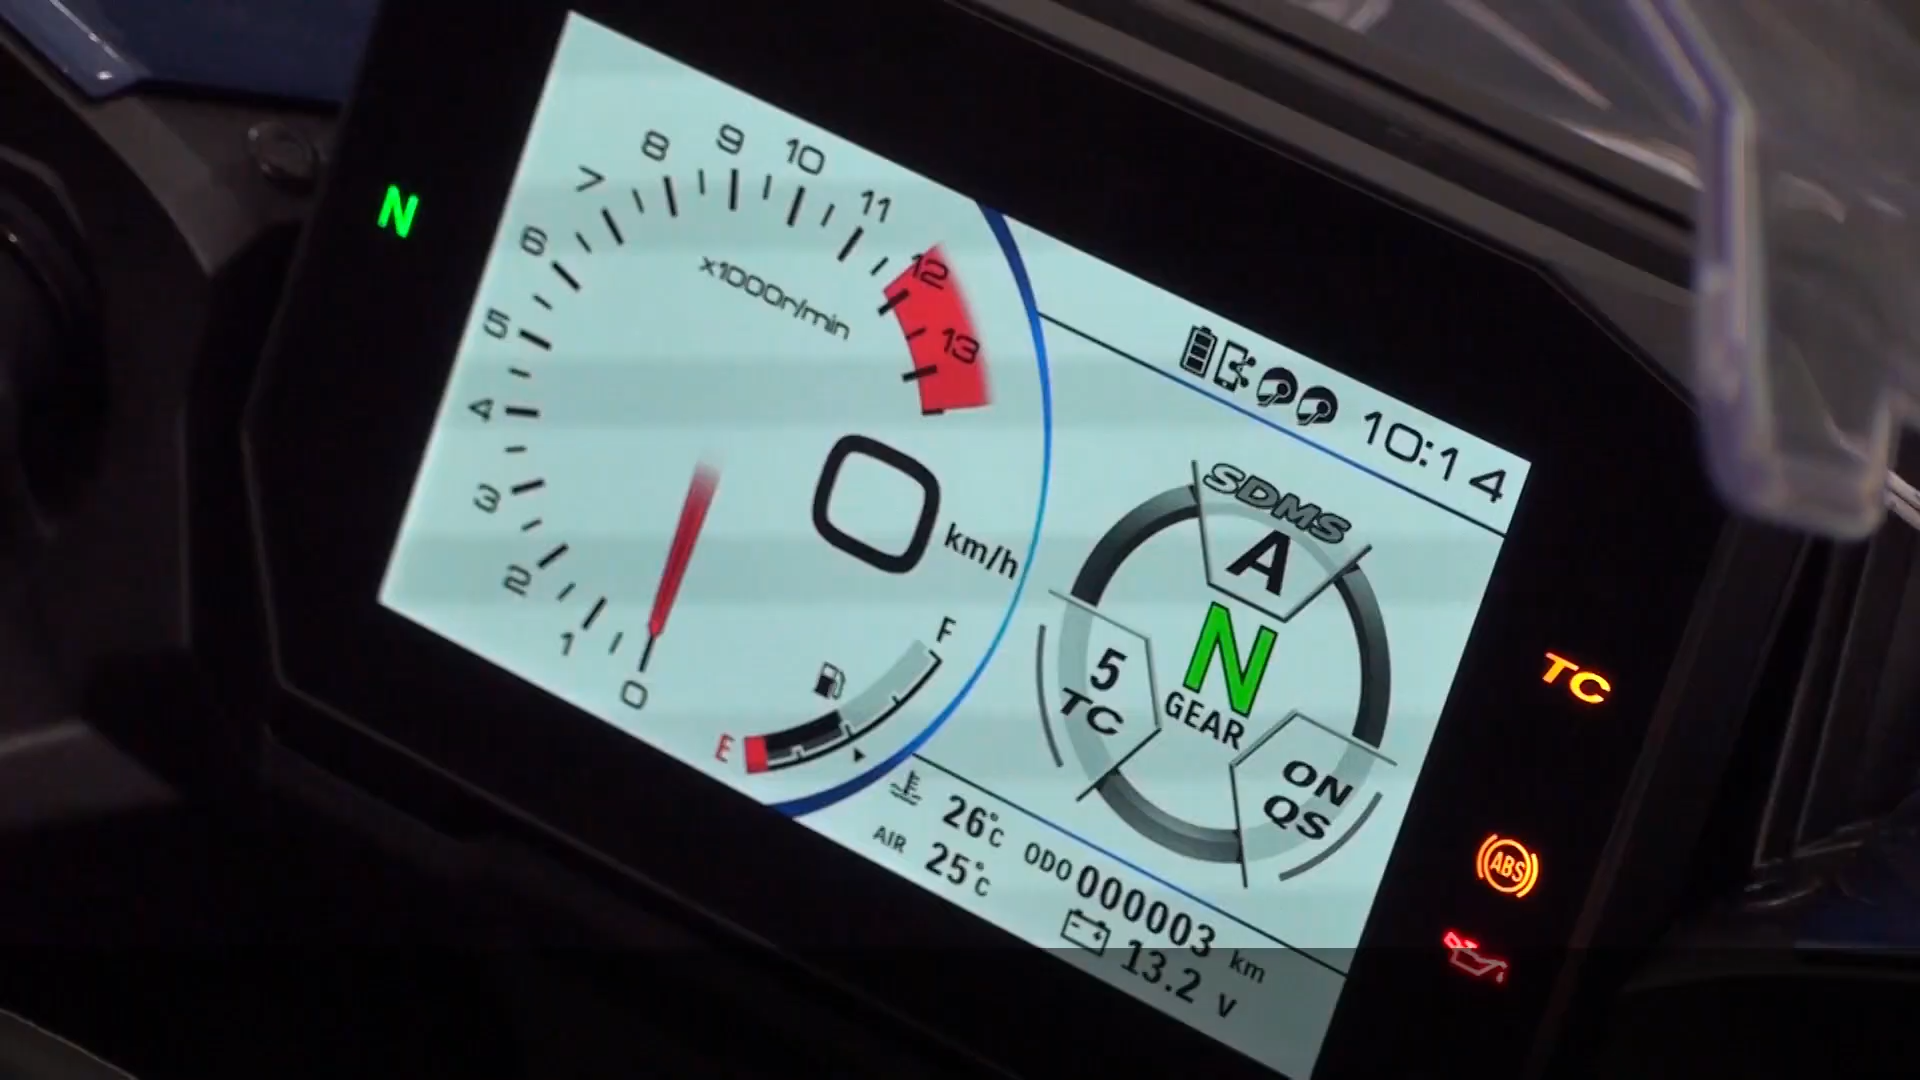 N
0
1
2
3
4
5
6
7
8
9
10
11
12
13
x1000r/min
0 km/h
E
F
10:14
SDMS
A
N
GEAR
5
TC
ON
QS
26°C
AIR 25°C
ODO 000003 km
13.2 V
TC
ABS